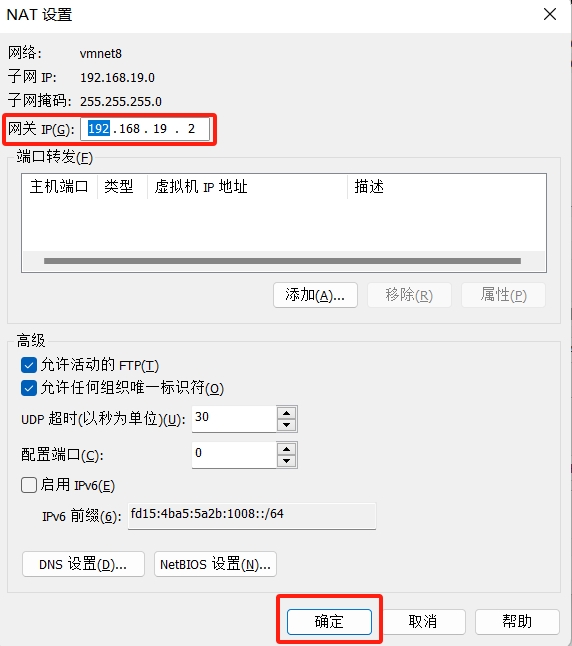 NAT 设置
网络: vmnet8
子网 IP: 192.168.19.0
子网掩码: 255.255.255.0
网关 IP(G): 192 . 168 . 19 . 2
端口转发(F)
主机端口 类型 虚拟机 IP 地址 描述
添加(A)... 移除(R) 属性(P)
高级
允许活动的 FTP(T)
允许任何组织唯一标识符(O)
UDP 超时(以秒为单位)(U): 30
配置端口(C): 0
启用 IPv6(E)
IPv6 前缀(6): fd15:4ba5:5a2b:1008::/64
DNS 设置(D)... NetBIOS 设置(N)...
确定 取消 帮助